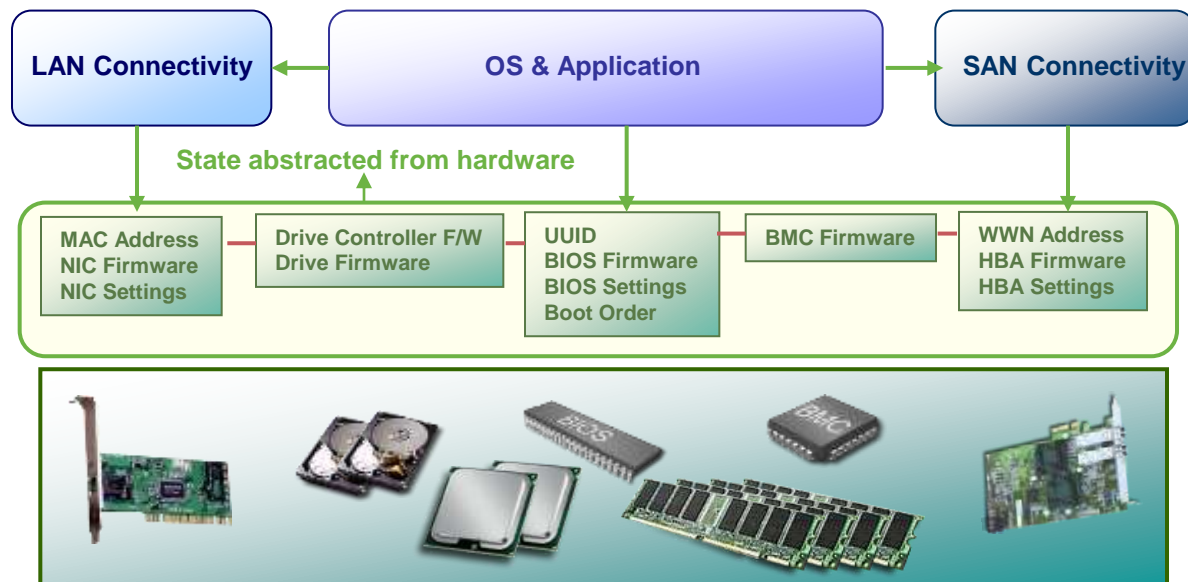 LAN Connectivity
OS & Application
SAN Connectivity
State abstracted from hardware
MAC Address
NIC Firmware
NIC Settings
Drive Controller F/W
Drive Firmware
UUID
BIOS Firmware
BIOS Settings
Boot Order
BMC Firmware
WWN Address
HBA Firmware
HBA Settings
BIOS
BMC